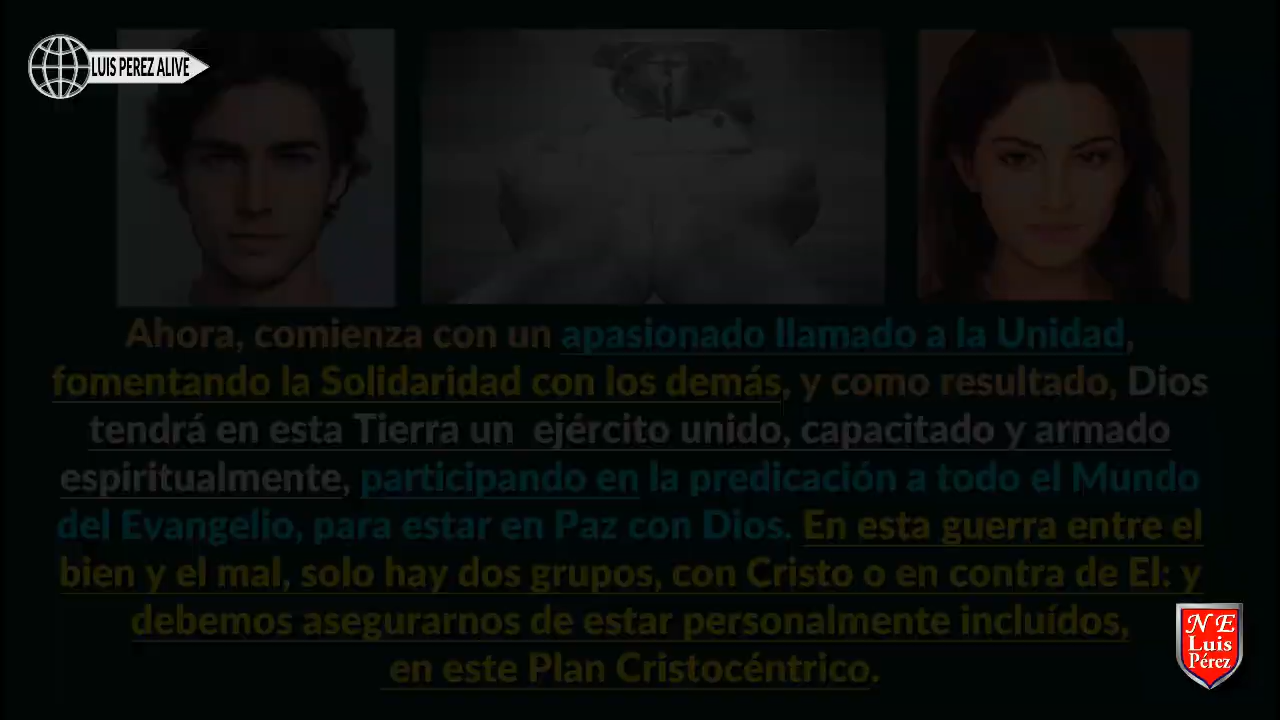 LUIS PEREZ ALIVE
Ahora, comienza con un apasionado llamado a la Unidad,
fomentando la Solidaridad con los demás, y como resultado, Dios
tendrá en esta Tierra un ejército unido, capacitado y armado
espiritualmente, participando en la predicación a todo el Mundo
del Evangelio, para estar en Paz con Dios. En esta guerra entre el
bien y el mal, solo hay dos grupos, con Cristo o en contra de El: y
debemos asegurarnos de estar personalmente incluídos,
en este Plan Cristocéntrico.
N E
Luis
Pérez